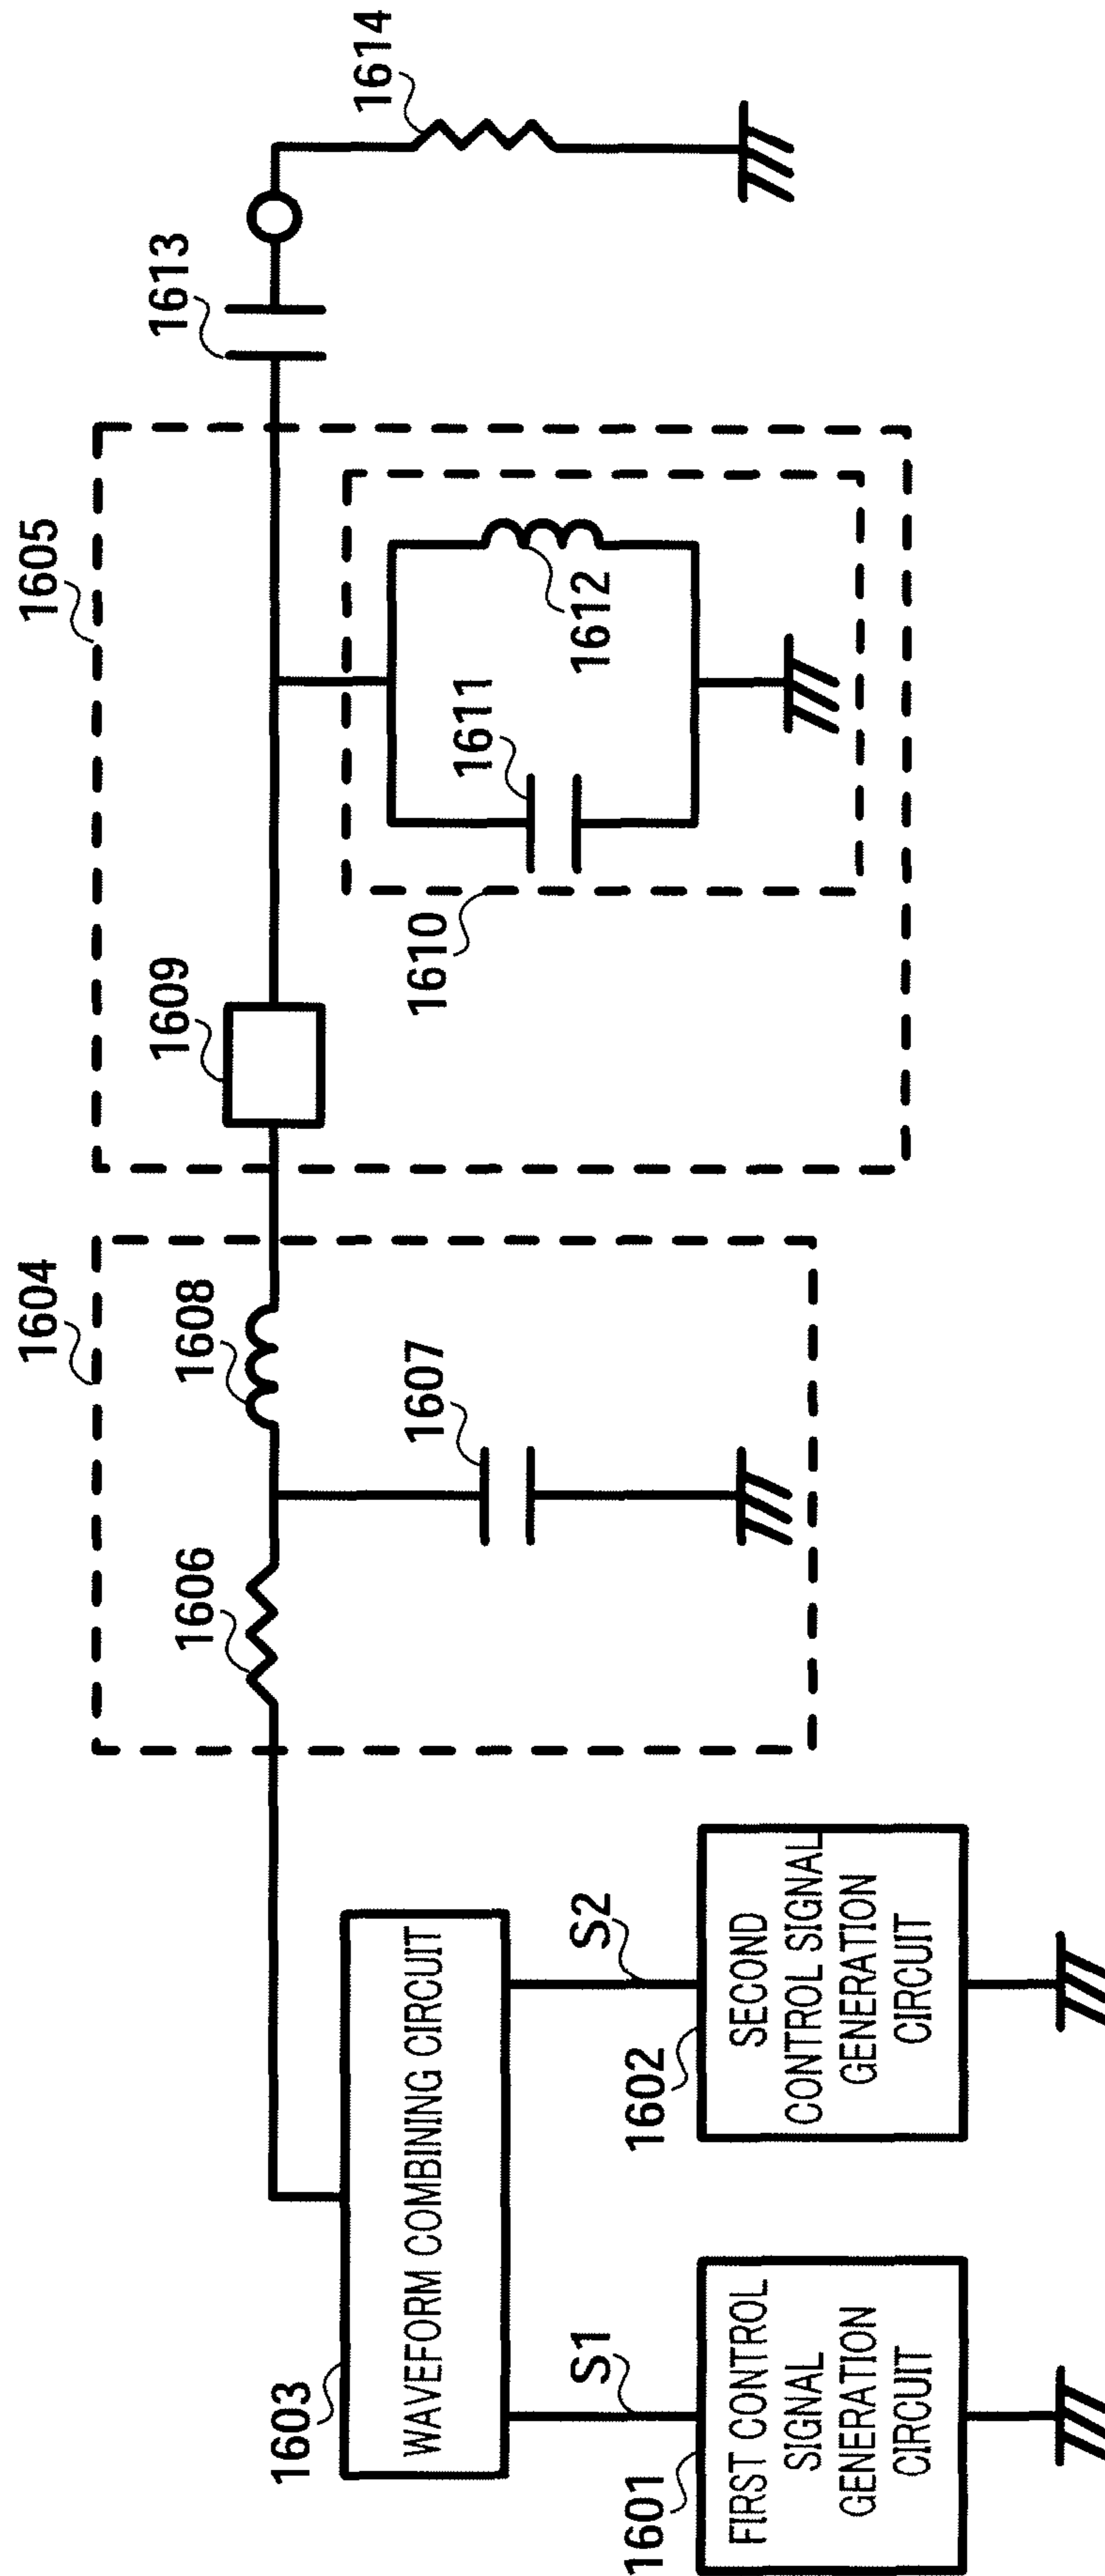 1604
1605
1606
1608
1609
1613
1614
1607
1610
1611
1612
1603
WAVEFORM COMBINING CIRCUIT
S1
S2
1601
FIRST CONTROL
SIGNAL
GENERATION
CIRCUIT
1602
SECOND
CONTROL SIGNAL
GENERATION
CIRCUIT